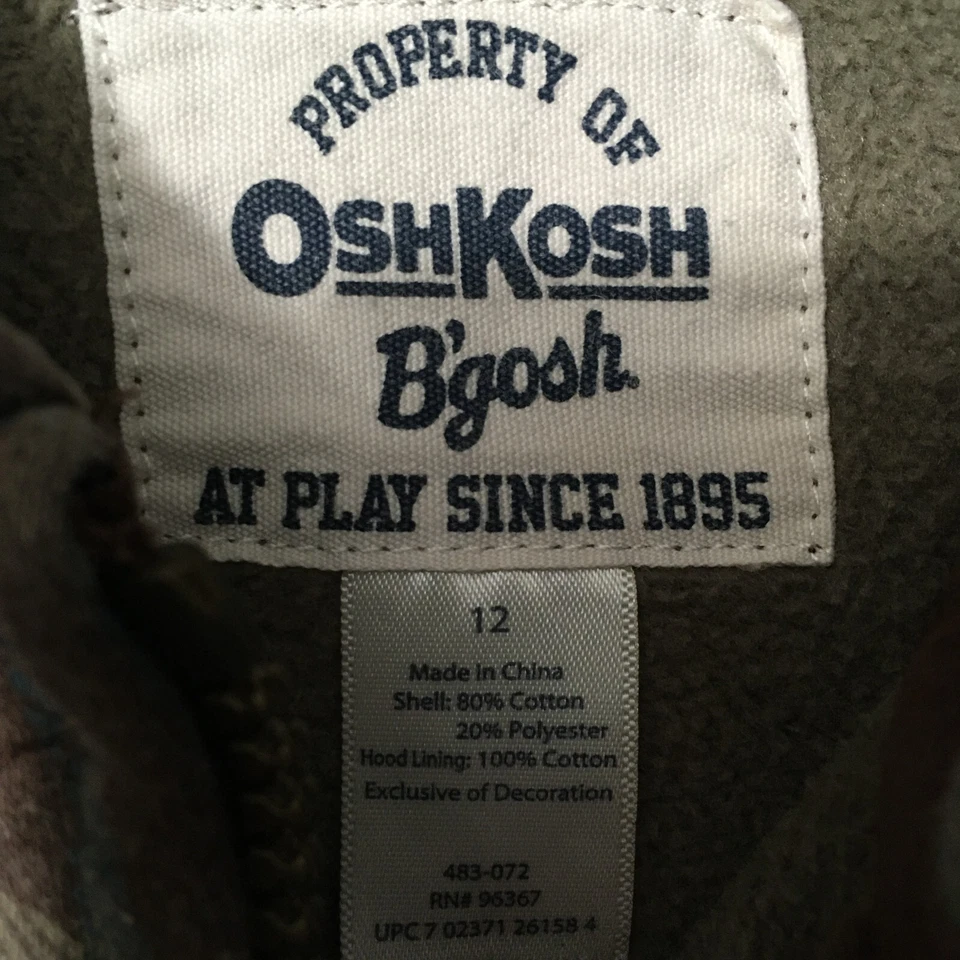 PROPERTY OF
OSHKOSH
B'gosh.
AT PLAY SINCE 1895
12
Made in China
Shell: 80% Cotton
20% Polyester
Hood Lining: 100% Cotton
Exclusive of Decoration
483-072
RN# 96367
UPC 7 02371 26158 4